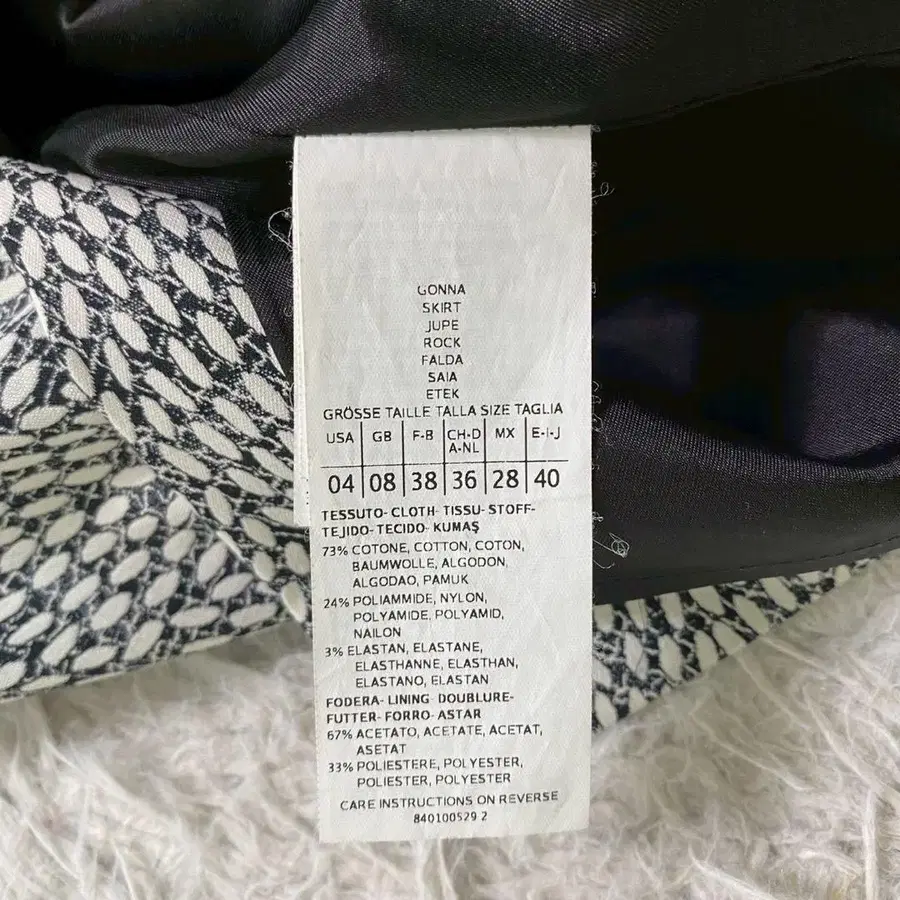 GONNA
SKIRT
JUPE
ROCK
FALDA
SAIA
ETEK
GRÖSSE TAILLE TALLA SIZE TAGLIA
USA GB F-B CH-D A-NL MX E-I-J
04 08 38 36 28 40
TESSUTO- CLOTH- TISSU- STOFF-
TEJIDO- TECIDO- KUMAŞ
73% COTONE, COTTON, COTON,
BAUMWOLLE, ALGODON,
ALGODAO, PAMUK
24% POLIAMMIDE, NYLON,
POLYAMIDE, POLYAMID,
NAILON
3% ELASTAN, ELASTANE,
ELASTHANNE, ELASTHAN,
ELASTANO, ELASTAN
FODERA- LINING- DOUBLURE-
FUTTER- FORRO- ASTAR
67% ACETATO, ACETATE, ACETAT,
ASETAT
33% POLIESTERE, POLYESTER,
POLIESTER, POLYESTER
CARE INSTRUCTIONS ON REVERSE
840100529 2